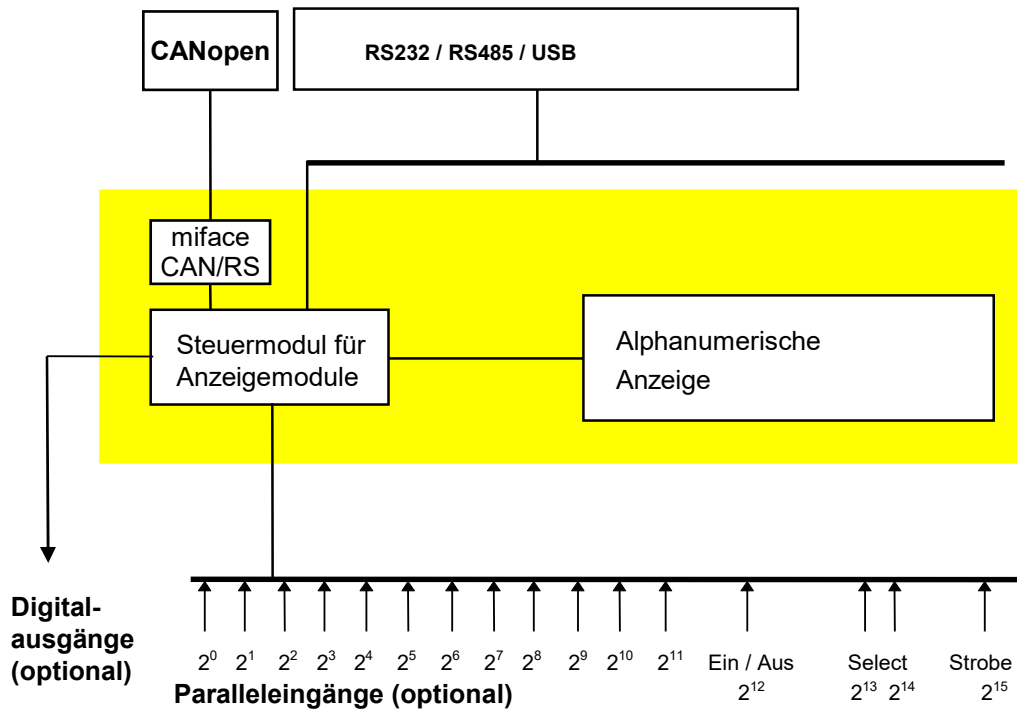 CANopen
RS232 / RS485 / USB
miface
CAN/RS
Steuermodul für
Anzeigemodule
Alphanumerische
Anzeige
Digital-
ausgänge
(optional)
2⁰ 2¹ 2² 2³ 2⁴ 2⁵ 2⁶ 2⁷ 2⁸ 2⁹ 2¹⁰ 2¹¹ Ein / Aus Select Strobe
2¹² 2¹³ 2¹⁴ 2¹⁵
Paralleleingänge (optional)